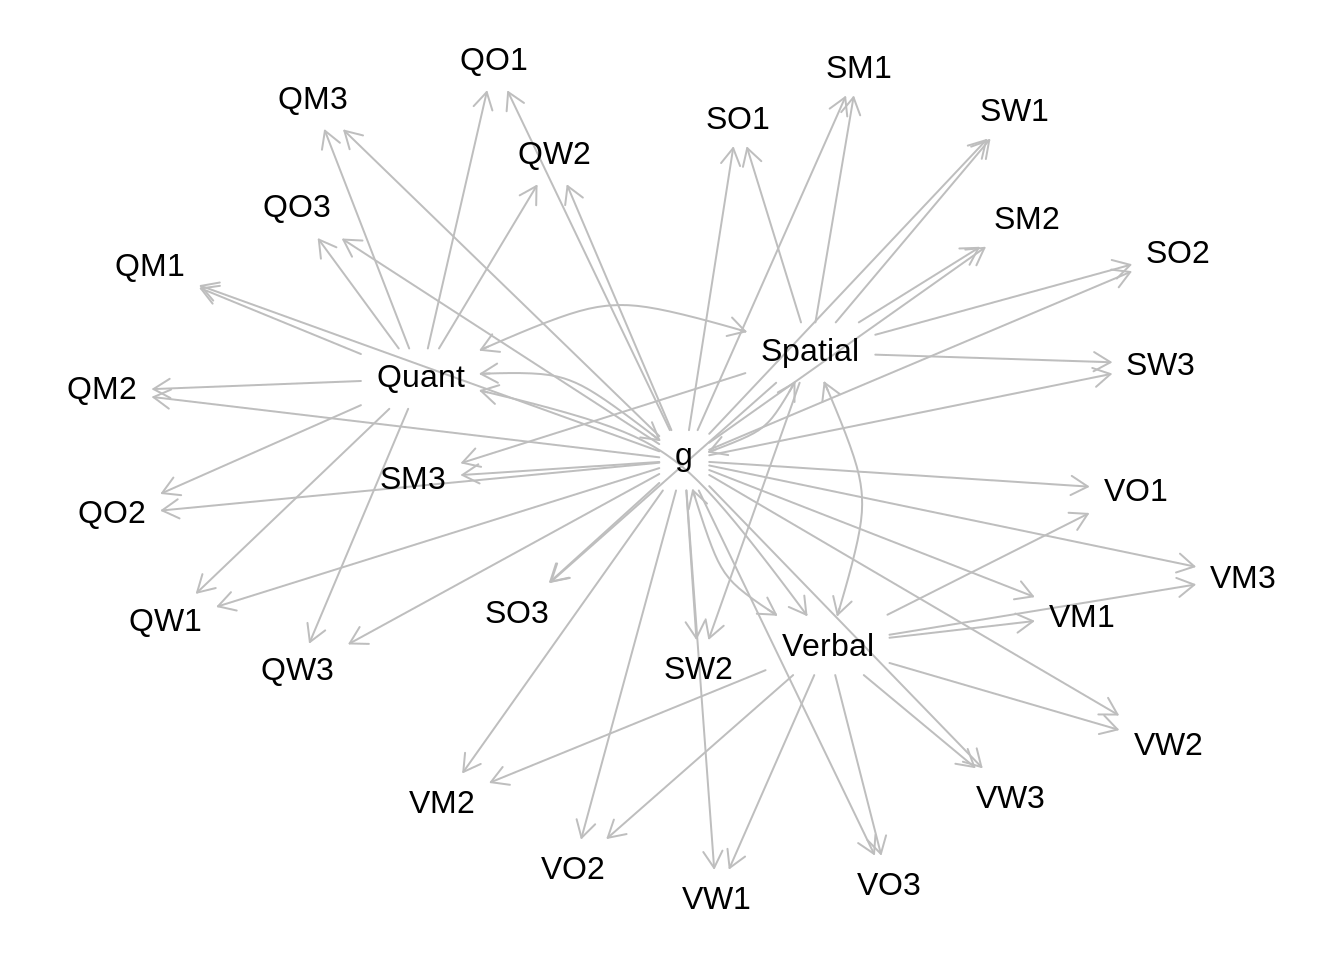 QO1
SM1
QM3
SW1
SO1
QW2
QO3
SM2
SO2
QM1
Spatial
SW3
Quant
QM2
g
SM3
VO1
QO2
VM3
SO3
VM1
QW1
Verbal
QW3
SW2
VW2
VW3
VM2
VO2
VO3
VW1